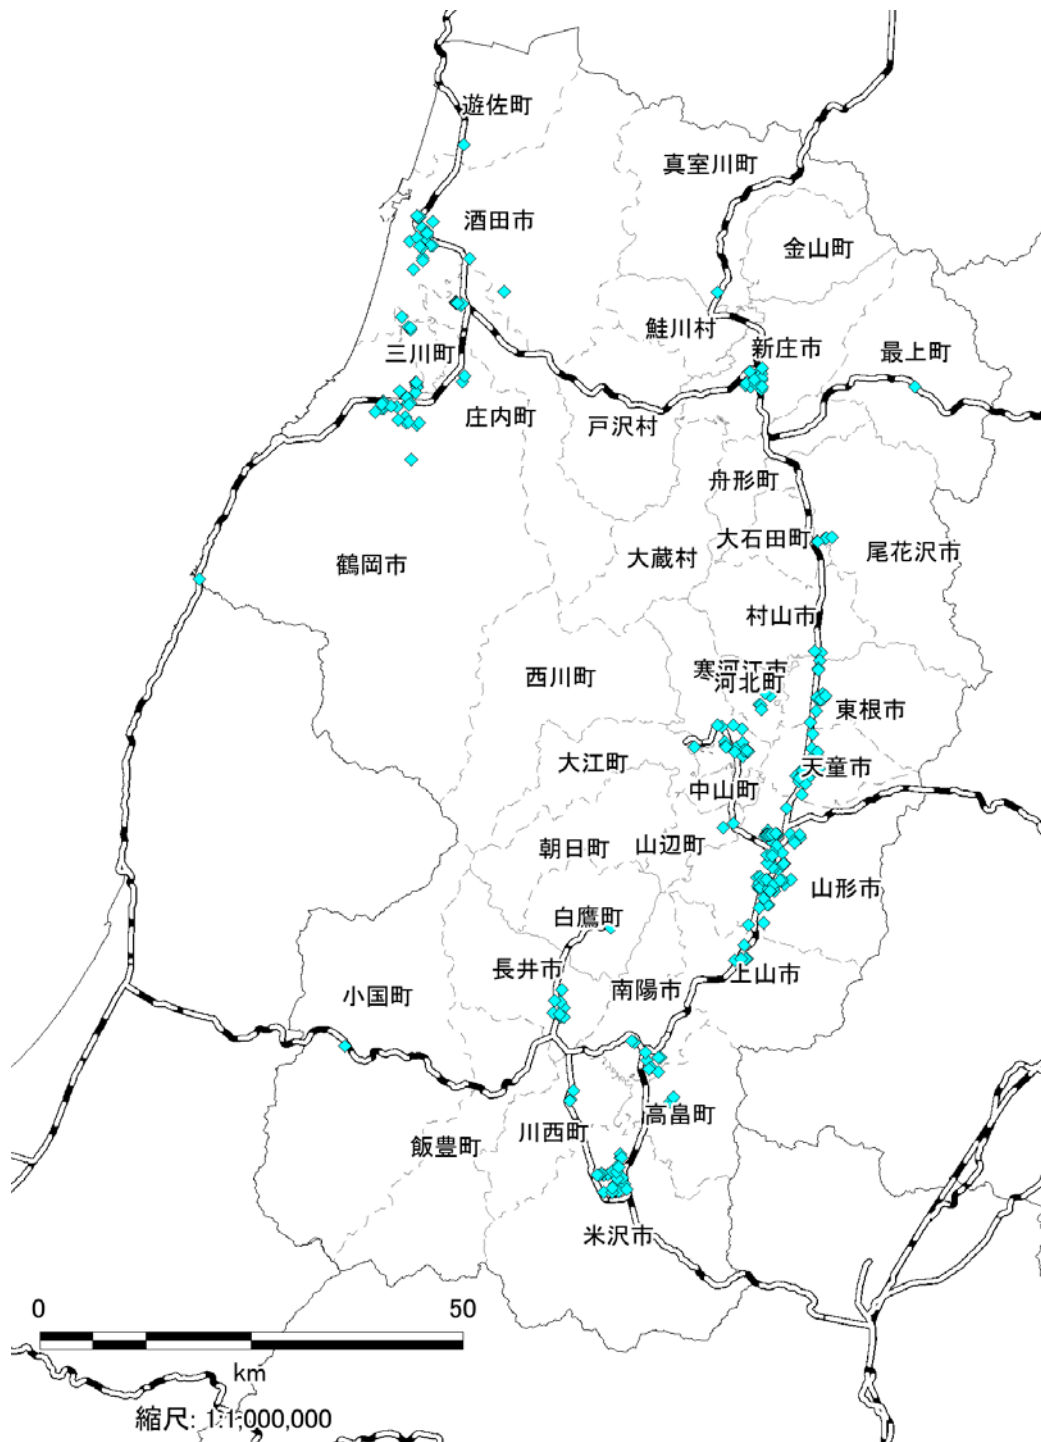 遊佐町
真室川町
酒田市
金山町
鮭川村
新庄市
三川町
最上町
庄内町
戸沢村
舟形町
大石田町
尾花沢市
大蔵村
鶴岡市
村山市
寒河江市
西川町
河北町
東根市
大江町
天童市
中山町
山辺町
朝日町
山形市
白鷹町
長井市
上山市
南陽市
小国町
高畠町
川西町
飯豊町
米沢市
0 50
km
縮尺: 1:1,000,000